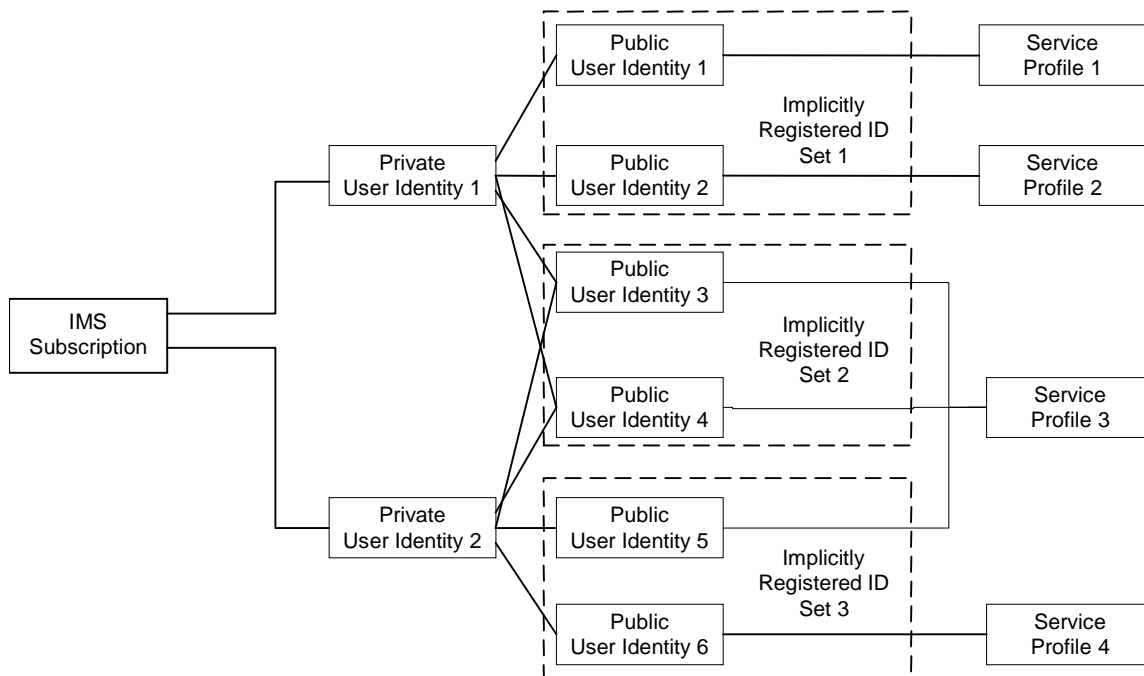 Public
User Identity 1
Service
Profile 1
Implicitly
Registered ID
Set 1
Private
User Identity 1
Public
User Identity 2
Service
Profile 2
Public
User Identity 3
IMS
Subscription
Implicitly
Registered ID
Set 2
Public
User Identity 4
Service
Profile 3
Private
User Identity 2
Public
User Identity 5
Implicitly
Registered ID
Set 3
Public
User Identity 6
Service
Profile 4